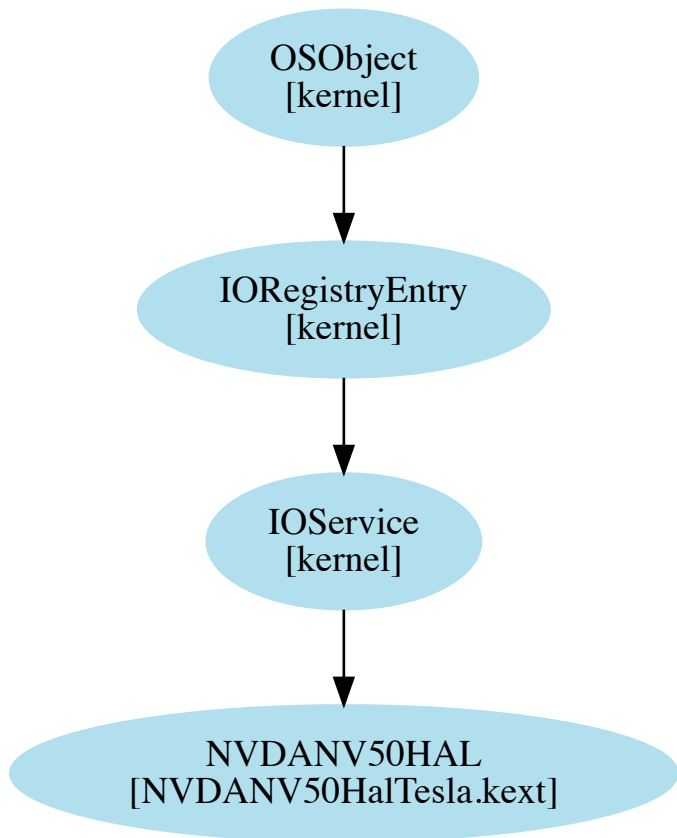 OSObject
[kernel]
IORegistryEntry
[kernel]
IOService
[kernel]
NVDANV50HAL
[NVDANV50HalTesla.kext]